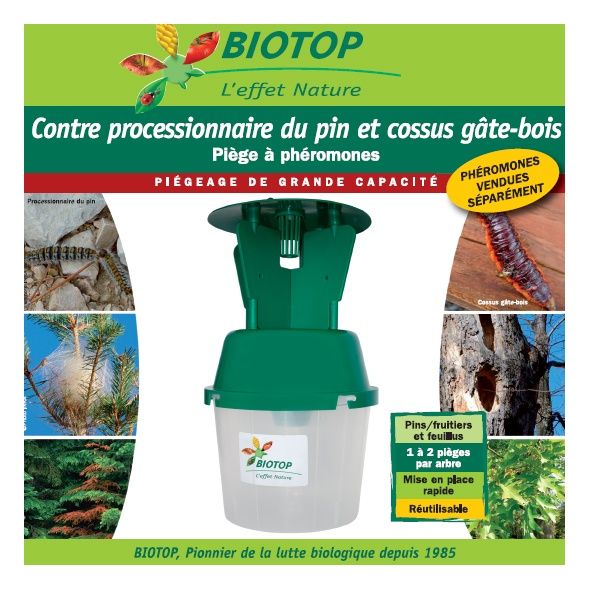 BIOTOP
L'effet Nature
Contre processionnaire du pin et cossus gâte-bois
Piège à phéromones
PIÉGEAGE DE GRANDE CAPACITÉ
PHÉROMONES
VENDUES
SÉPARÉMENT
Processionnaire du pin
Cossus gâte-bois
Pins/fruitiers
et feuillus
1 à 2 pièges
par arbre
Mise en place
rapide
Réutilisable
BIOTOP
L'effet Nature
BIOTOP, Pionnier de la lutte biologique depuis 1985